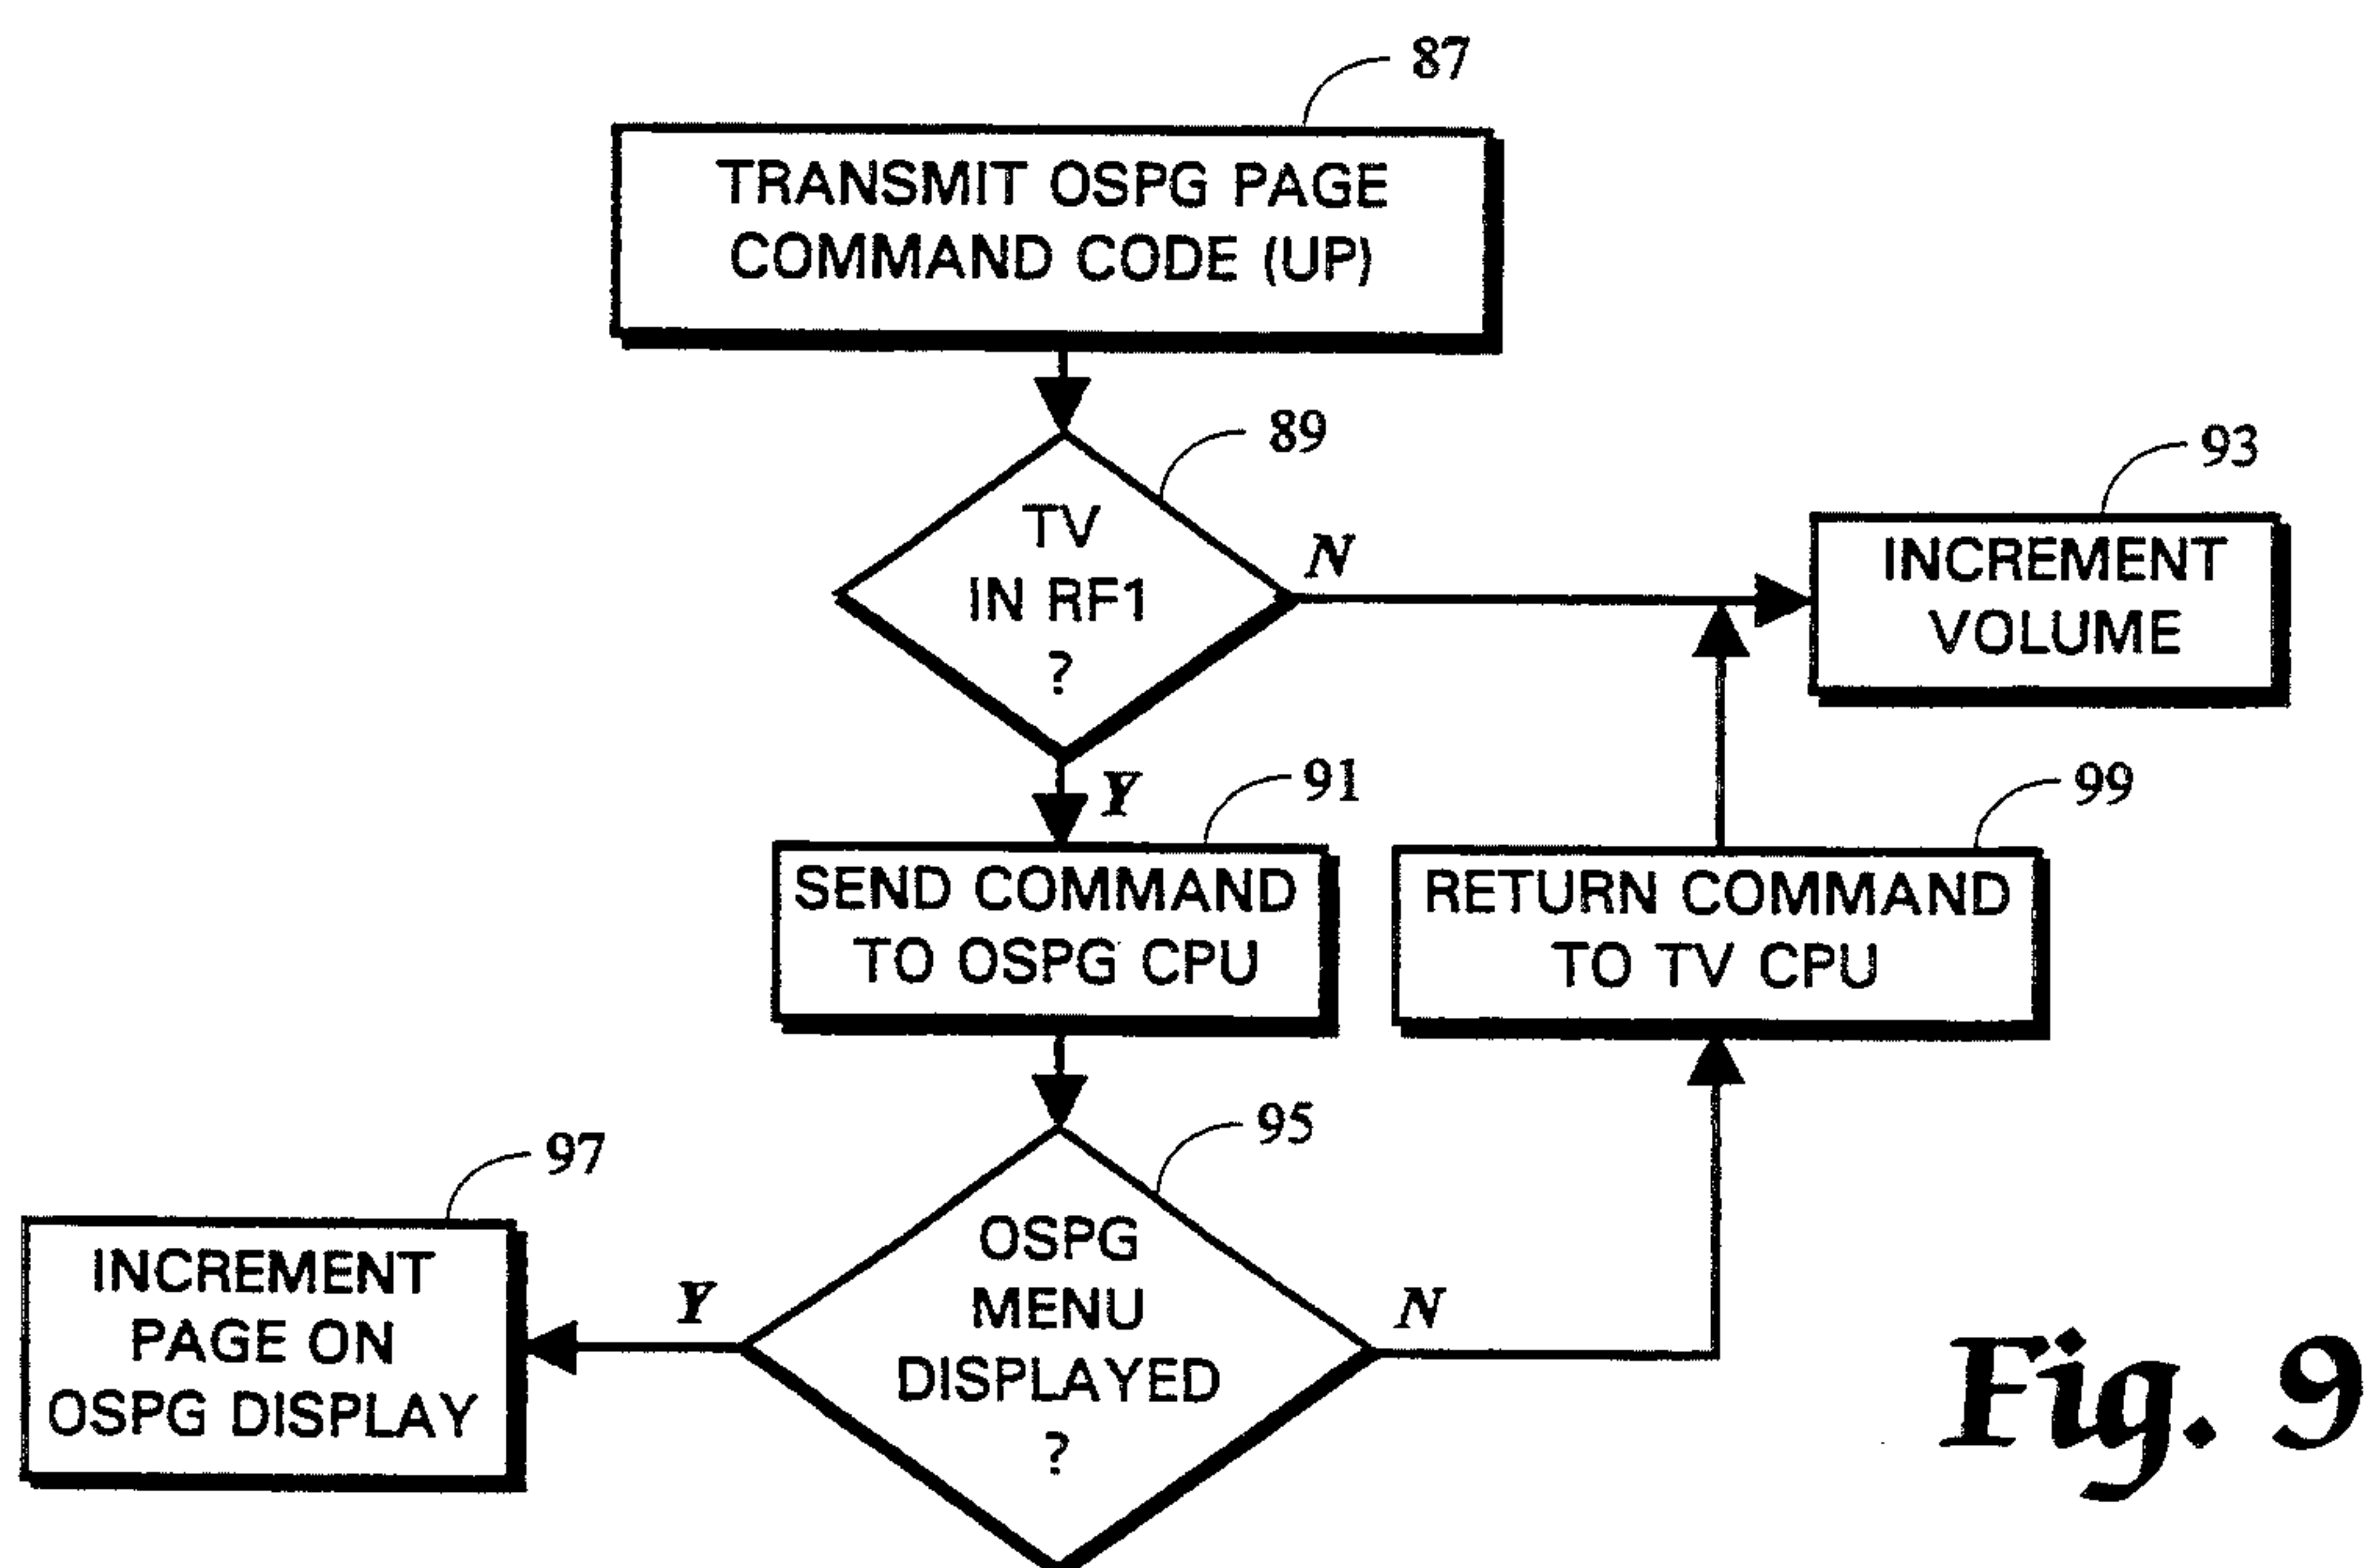 87
TRANSMIT OSPG PAGE
COMMAND CODE (UP)
89
TV
IN RF1
?
N
93
INCREMENT
VOLUME
Y
91
SEND COMMAND
TO OSPG CPU
99
RETURN COMMAND
TO TV CPU
95
OSPG
MENU
DISPLAYED
?
Y
N
97
INCREMENT
PAGE ON
OSPG DISPLAY
Fig. 9